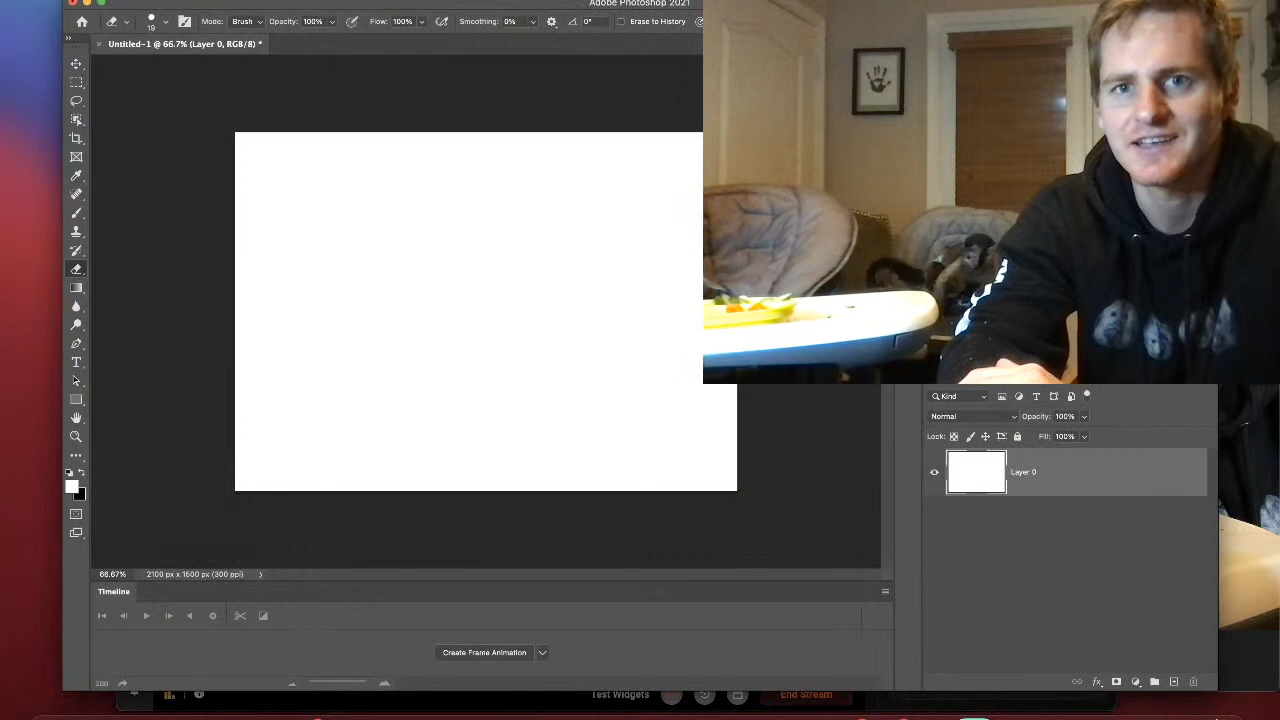 Adobe Photoshop 2021
19
Mode: Brush Opacity: 100% Flow: 100% Smoothing: 0% 0° Erase to History
Untitled-1 @ 66.7% (Layer 0, RGB/8) *
Kind
Normal Opacity: 100%
Lock: Fill: 100%
Layer 0
66.67% 2100 px x 1500 px (300 ppi)
Timeline
Create Frame Animation
fx
Test Widgets End Stream